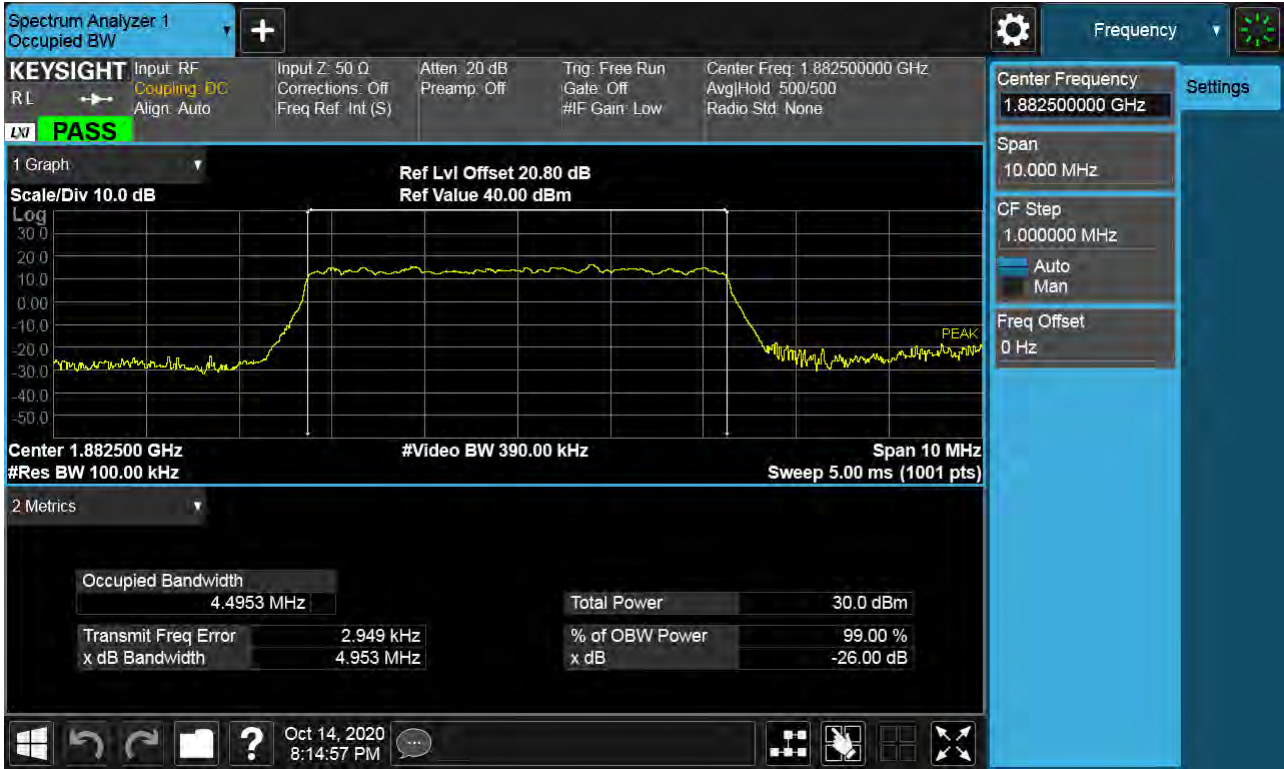 Spectrum Analyzer 1
Occupied BW
Frequency
KEYSIGHT
RL
LXI
PASS
Input: RF
Coupling: DC
Align: Auto
Input Z: 50 Ω
Corrections: Off
Freq Ref: Int (S)
Atten: 20 dB
Preamp: Off
Trig: Free Run
Gate: Off
#IF Gain: Low
Center Freq: 1.882500000 GHz
Avg|Hold: 500/500
Radio Std: None
Center Frequency
1.882500000 GHz
Settings
Span
10.000 MHz
CF Step
1.000000 MHz
Auto
Man
Freq Offset
0 Hz
1 Graph
Scale/Div 10.0 dB
Ref Lvl Offset 20.80 dB
Ref Value 40.00 dBm
Log
30.0
20.0
10.0
0.00
-10.0
-20.0
-30.0
-40.0
-50.0
PEAK
Center 1.882500 GHz
#Video BW 390.00 kHz
Span 10 MHz
#Res BW 100.00 kHz
Sweep 5.00 ms (1001 pts)
2 Metrics
Occupied Bandwidth
4.4953 MHz
Transmit Freq Error 2.949 kHz
x dB Bandwidth 4.953 MHz
Total Power 30.0 dBm
% of OBW Power 99.00 %
x dB -26.00 dB
?
Oct 14, 2020
8:14:57 PM